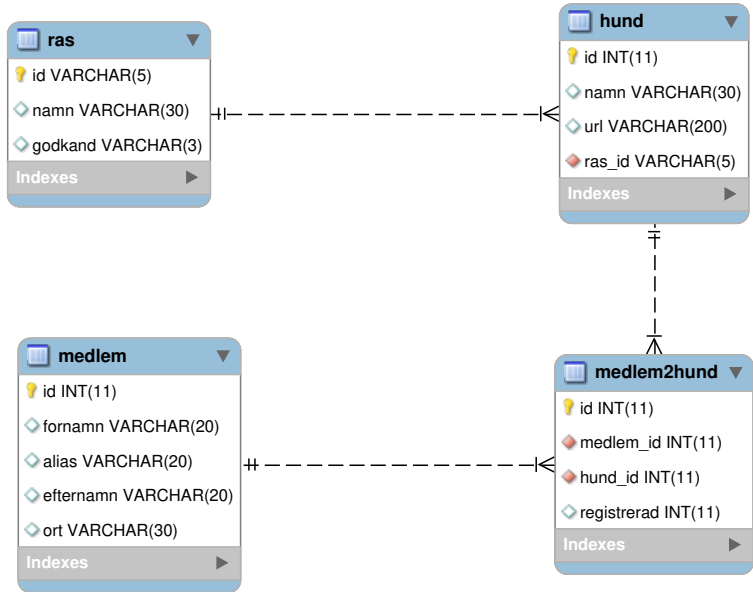 ras
id VARCHAR(5)
namn VARCHAR(30)
godkand VARCHAR(3)
Indexes
hund
id INT(11)
namn VARCHAR(30)
url VARCHAR(200)
ras_id VARCHAR(5)
Indexes
medlem
id INT(11)
fornamn VARCHAR(20)
alias VARCHAR(20)
efternamn VARCHAR(20)
ort VARCHAR(30)
Indexes
medlem2hund
id INT(11)
medlem_id INT(11)
hund_id INT(11)
registrerad INT(11)
Indexes